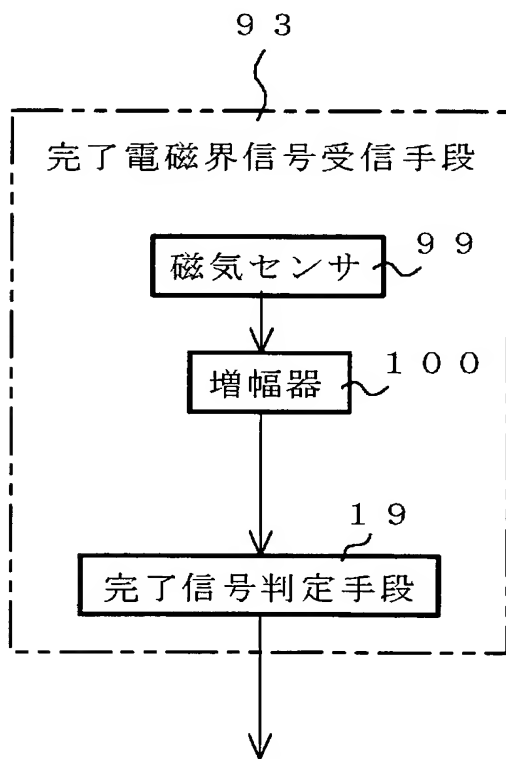 ９３
完了電磁界信号受信手段
磁気センサ
９９
増幅器
１００
１９
完了信号判定手段